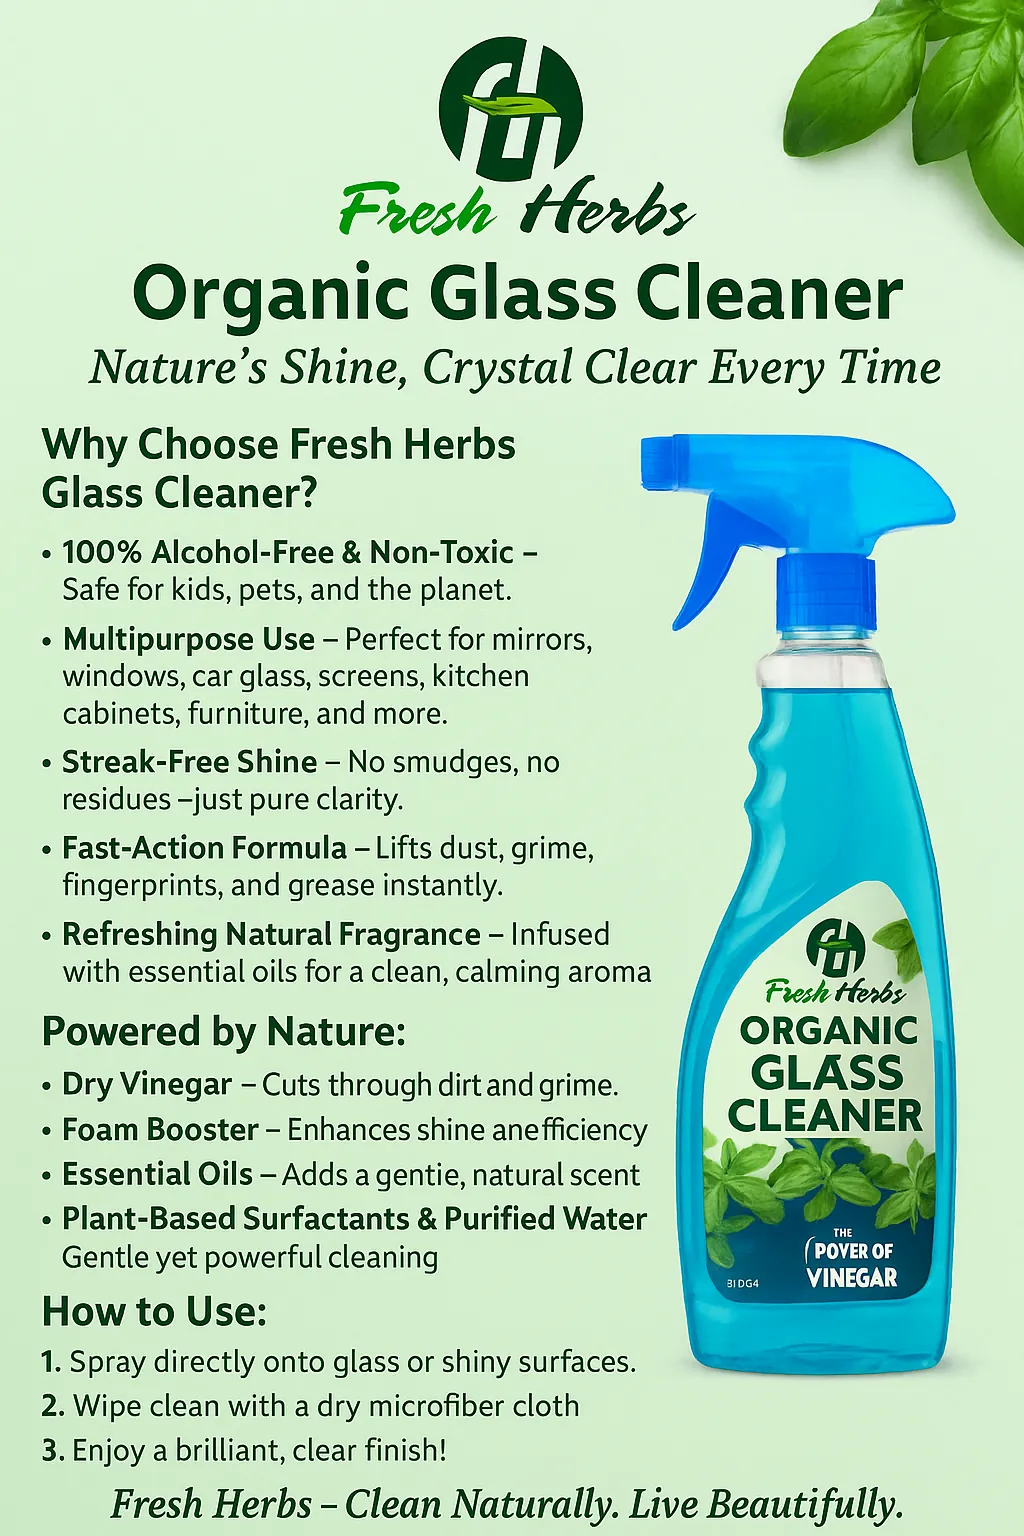 Fresh Herbs
Organic Glass Cleaner
Nature's Shine, Crystal Clear Every Time
Why Choose Fresh Herbs
Glass Cleaner?
• 100% Alcohol-Free & Non-Toxic –
Safe for kids, pets, and the planet.
• Multipurpose Use – Perfect for mirrors,
windows, car glass, screens, kitchen
cabinets, furniture, and more.
• Streak-Free Shine – No smudges, no
residues –just pure clarity.
• Fast-Action Formula – Lifts dust, grime,
fingerprints, and grease instantly.
• Refreshing Natural Fragrance – Infused
with essential oils for a clean, calming aroma
Powered by Nature:
• Dry Vinegar – Cuts through dirt and grime.
• Foam Booster – Enhances shine anefficiency
• Essential Oils – Adds a gentie, natural scent
• Plant-Based Surfactants & Purified Water
Gentle yet powerful cleaning
How to Use:
1. Spray directly onto glass or shiny surfaces.
2. Wipe clean with a dry microfiber cloth
3. Enjoy a brilliant, clear finish!
Fresh Herbs – Clean Naturally. Live Beautifully.
Fresh Herbs
ORGANIC
GLASS
CLEANER
THE
POVER OF
VINEGAR